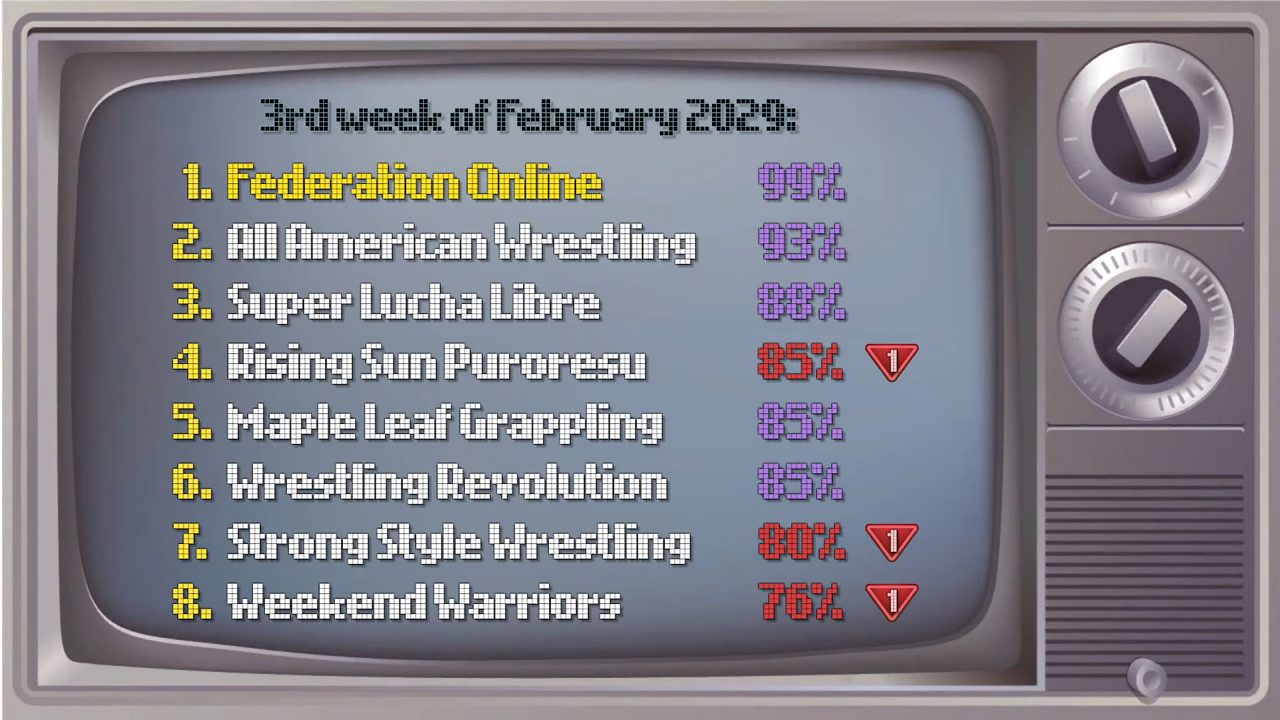 3rd week of February 2029:
1. Federation Online 99%
2. All American Wrestling 93%
3. Super Lucha Libre 88%
4. Rising Sun Puroresu 85% 1
5. Maple Leaf Grappling 85%
6. Wrestling Revolution 85%
7. Strong Style Wrestling 80% 1
8. Weekend Warriors 76% 1